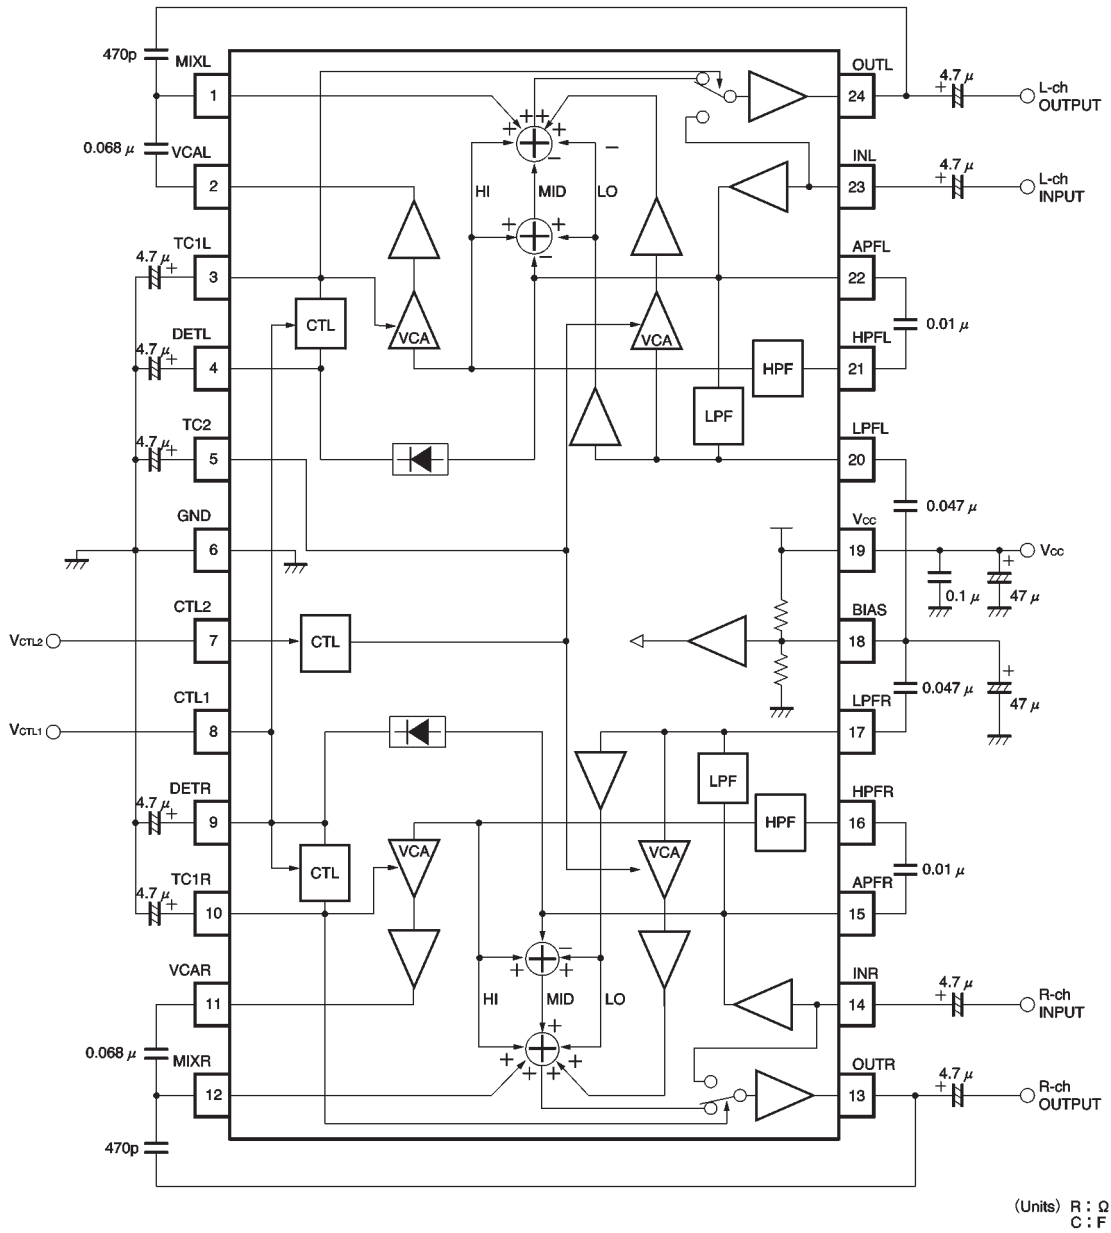 470p
MIXL
1
0.068 μ
VCAL
2
TC1L
4.7 μ
+
3
DETL
4.7 μ
+
4
TC2
4.7 μ
+
5
GND
6
CTL2
VCTL2
7
CTL1
VCTL1
8
DETR
4.7 μ
+
9
TC1R
4.7 μ
+
10
VCAR
11
0.068 μ
MIXR
12
470p
+ + + +
−
HI
MID
LO
−
+ +
−
CTL
VCA
VCA
HPF
LPF
CTL
LPF
HPF
VCA
VCA
CTL
−
+ +
HI
MID
LO
+
+ + + +
OUTL
24
4.7 μ
+
L-ch
OUTPUT
INL
23
4.7 μ
+
L-ch
INPUT
APFL
22
0.01 μ
HPFL
21
LPFL
20
0.047 μ
Vcc
19
Vcc
0.1 μ
+
47 μ
BIAS
18
0.047 μ
+
47 μ
LPFR
17
HPFR
16
0.01 μ
APFR
15
INR
14
4.7 μ
+
R-ch
INPUT
OUTR
13
4.7 μ
+
R-ch
OUTPUT
(Units) R : Ω
C : F